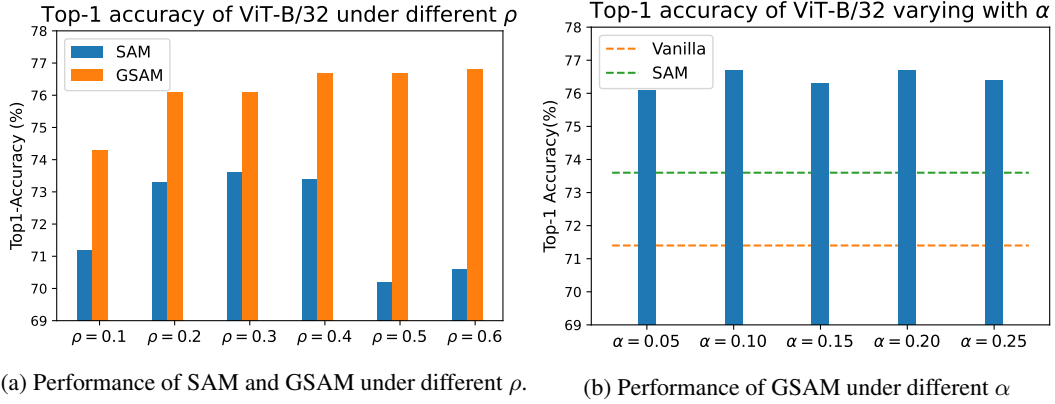 Top-1 accuracy of ViT-B/32 under different ρ
SAM
GSAM
Top1-Accuracy (%)
78
77
76
75
74
73
72
71
70
69
ρ = 0.1 ρ = 0.2 ρ = 0.3 ρ = 0.4 ρ = 0.5 ρ = 0.6
(a) Performance of SAM and GSAM under different ρ.
Top-1 accuracy of ViT-B/32 varying with α
Vanilla
SAM
Top-1 Accuracy(%)
78
77
76
75
74
73
72
71
70
69
α = 0.05 α = 0.10 α = 0.15 α = 0.20 α = 0.25
(b) Performance of GSAM under different α